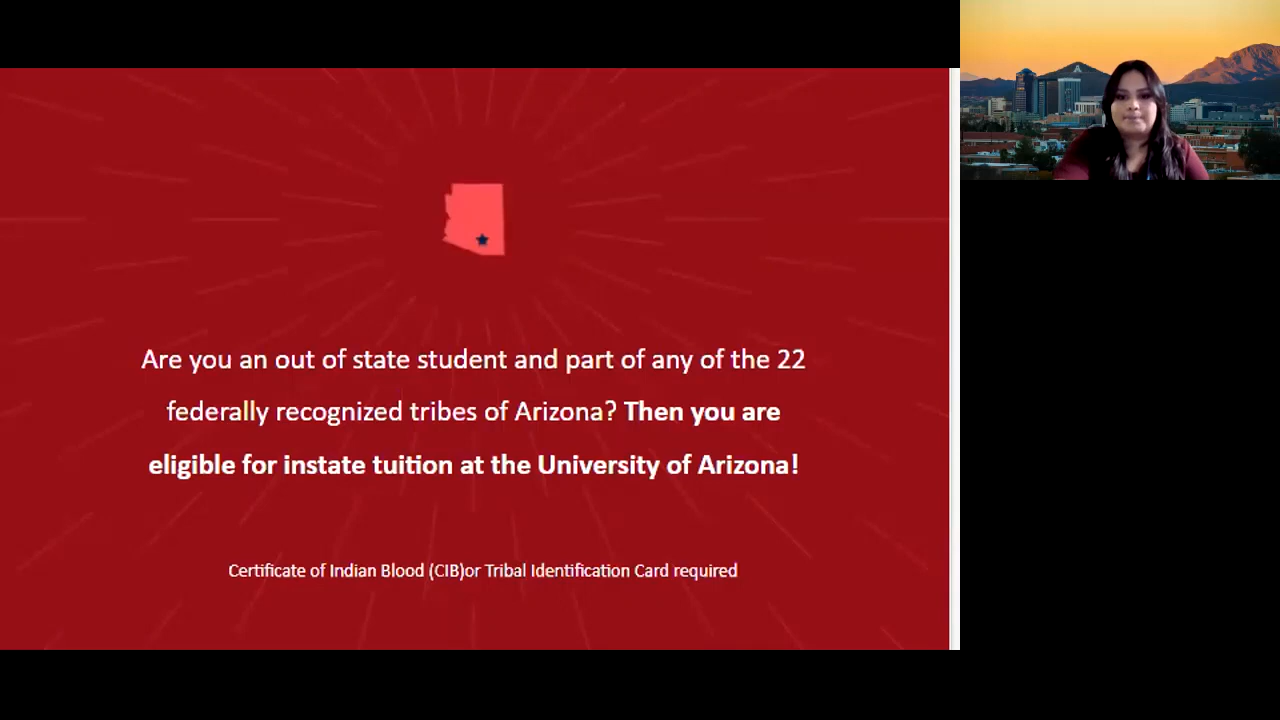 Are you an out of state student and part of any of the 22
federally recognized tribes of Arizona? Then you are
eligible for instate tuition at the University of Arizona!
Certificate of Indian Blood (CIB)or Tribal Identification Card required